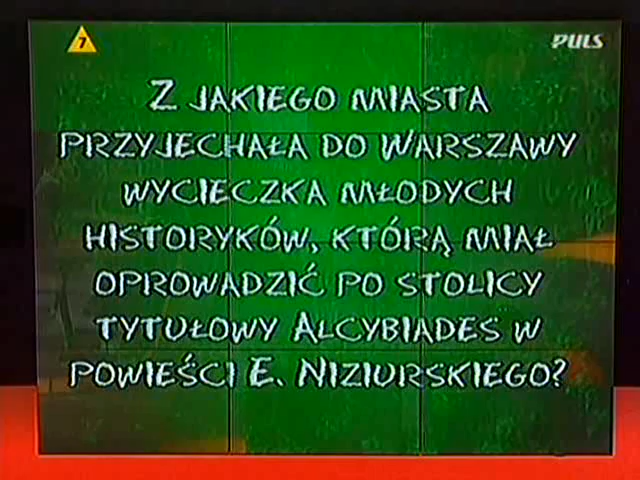 7
PULS
Z JAKIEGO MIASTA
PRZYJECHAŁA DO WARSZAWY
WYCIECZKA MŁODYCH
HISTORYKÓW, KTÓRĄ MIAŁ
OPROWADZIĆ PO STOLICY
TYTUŁOWY ALCYBIADES W
POWIEŚCI E. NIZIURSKIEGO?